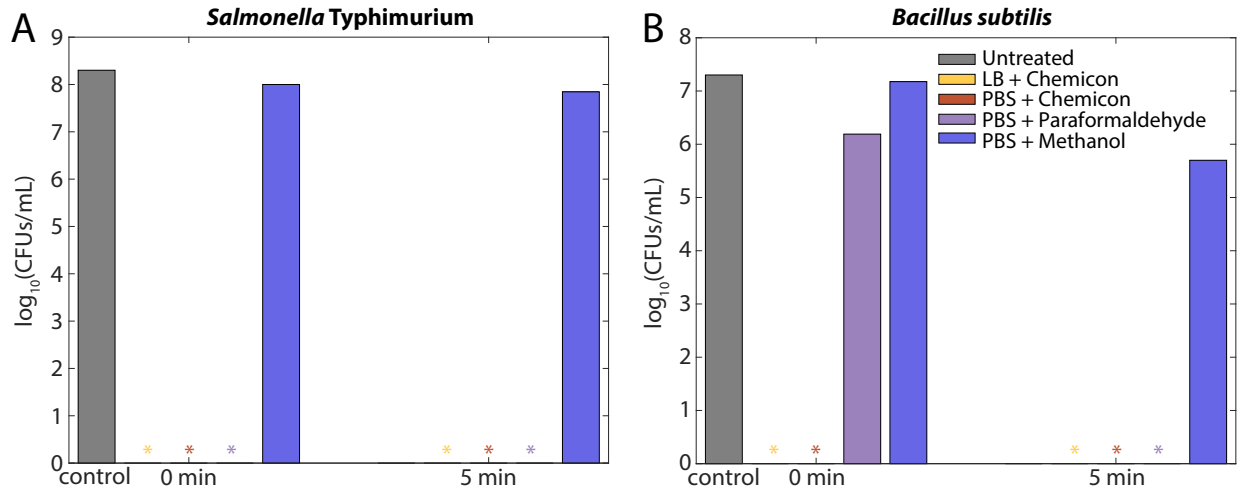 A
Salmonella Typhimurium
log10(CFUs/mL)
9
8
7
6
5
4
3
2
1
0
* * * * * *
control 0 min 5 min
B
Bacillus subtilis
log10(CFUs/mL)
8
7
6
5
4
3
2
1
0
Untreated
LB + Chemicon
PBS + Chemicon
PBS + Paraformaldehyde
PBS + Methanol
* * * * *
control 0 min 5 min